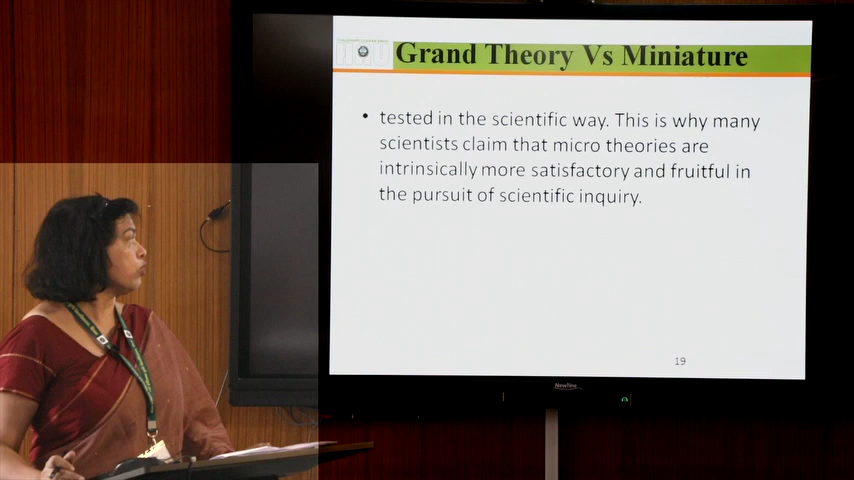 Grand Theory Vs Miniature
• tested in the scientific way. This is why many
scientists claim that micro theories are
intrinsically more satisfactory and fruitful in
the pursuit of scientific inquiry.
19
Newline